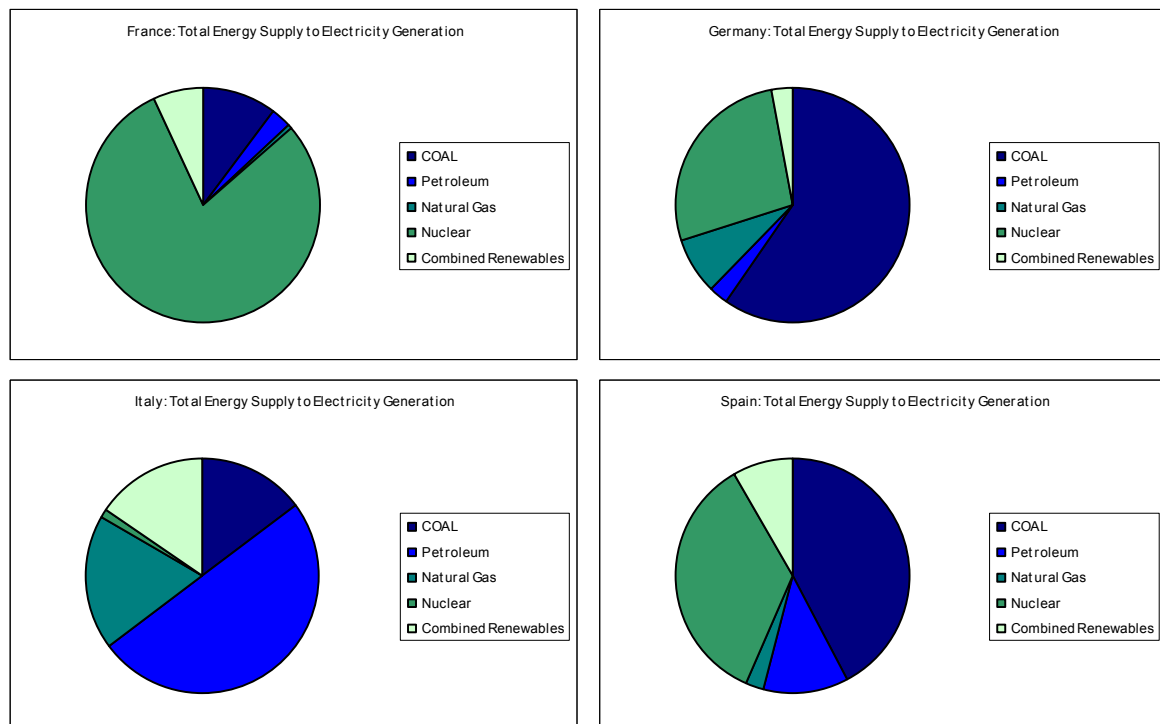 France: Total Energy Supply to Electricity Generation
COAL
Petroleum
Natural Gas
Nuclear
Combined Renewables
Germany: Total Energy Supply to Electricity Generation
COAL
Petroleum
Natural Gas
Nuclear
Combined Renewables
Italy: Total Energy Supply to Electricity Generation
COAL
Petroleum
Natural Gas
Nuclear
Combined Renewables
Spain: Total Energy Supply to Electricity Generation
COAL
Petroleum
Natural Gas
Nuclear
Combined Renewables